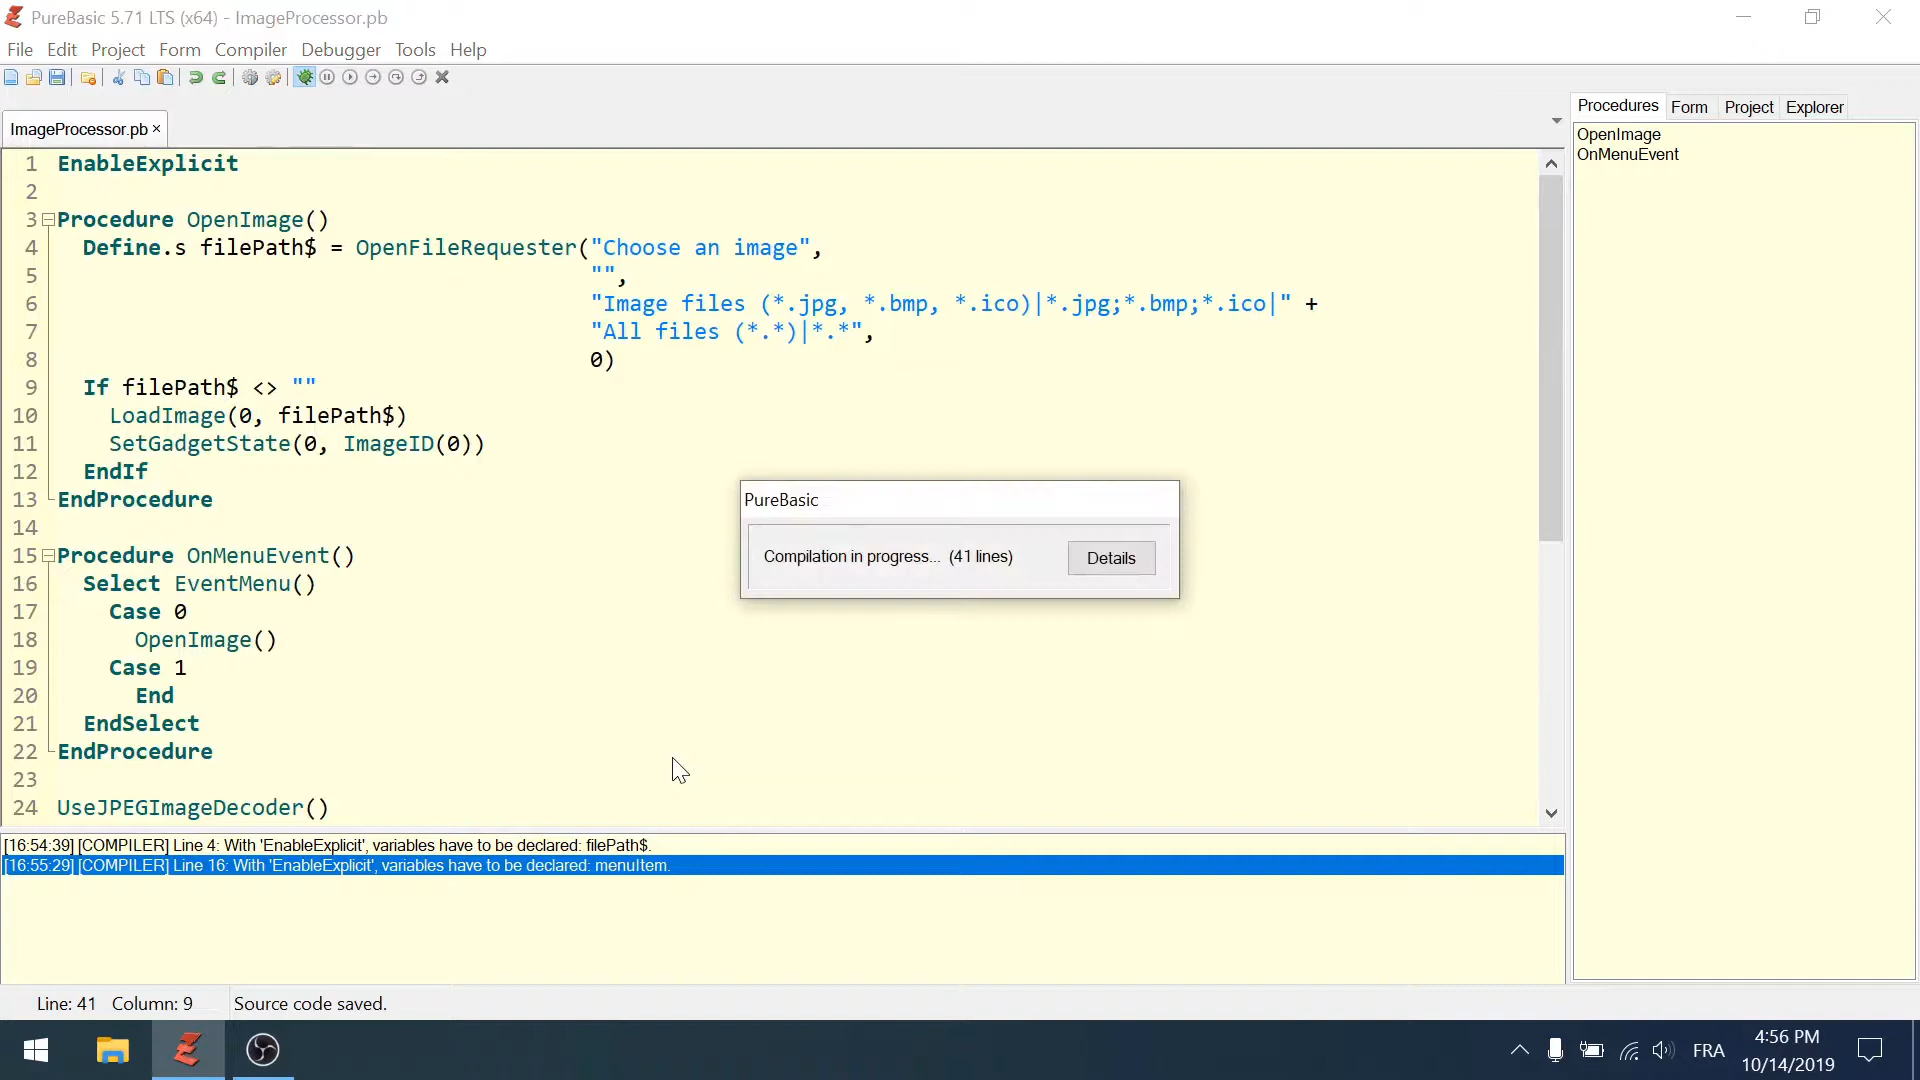 PureBasic 5.71 LTS (x64) - ImageProcessor.pb
File Edit Project Form Compiler Debugger Tools Help
ImageProcessor.pb
Procedures Form Project Explorer
OpenImage
OnMenuEvent
1 EnableExplicit
2
3 Procedure OpenImage()
4 Define.s filePath$ = OpenFileRequester("Choose an image",
5 "",
6 "Image files (*.jpg, *.bmp, *.ico)|*.jpg;*.bmp;*.ico|" +
7 "All files (*.*)|*.*",
8 0)
9 If filePath$ <> ""
10 LoadImage(0, filePath$)
11 SetGadgetState(0, ImageID(0))
12 EndIf
13 EndProcedure
14
15 Procedure OnMenuEvent()
16 Select EventMenu()
17 Case 0
18 OpenImage()
19 Case 1
20 End
21 EndSelect
22 EndProcedure
23
24 UseJPEGImageDecoder()
PureBasic
Compilation in progress... (41 lines)
Details
[16:54:39] [COMPILER] Line 4: With 'EnableExplicit', variables have to be declared: filePath$.
[16:55:29] [COMPILER] Line 16: With 'EnableExplicit', variables have to be declared: menuItem.
Line: 41 Column: 9 Source code saved.
FRA
4:56 PM
10/14/2019